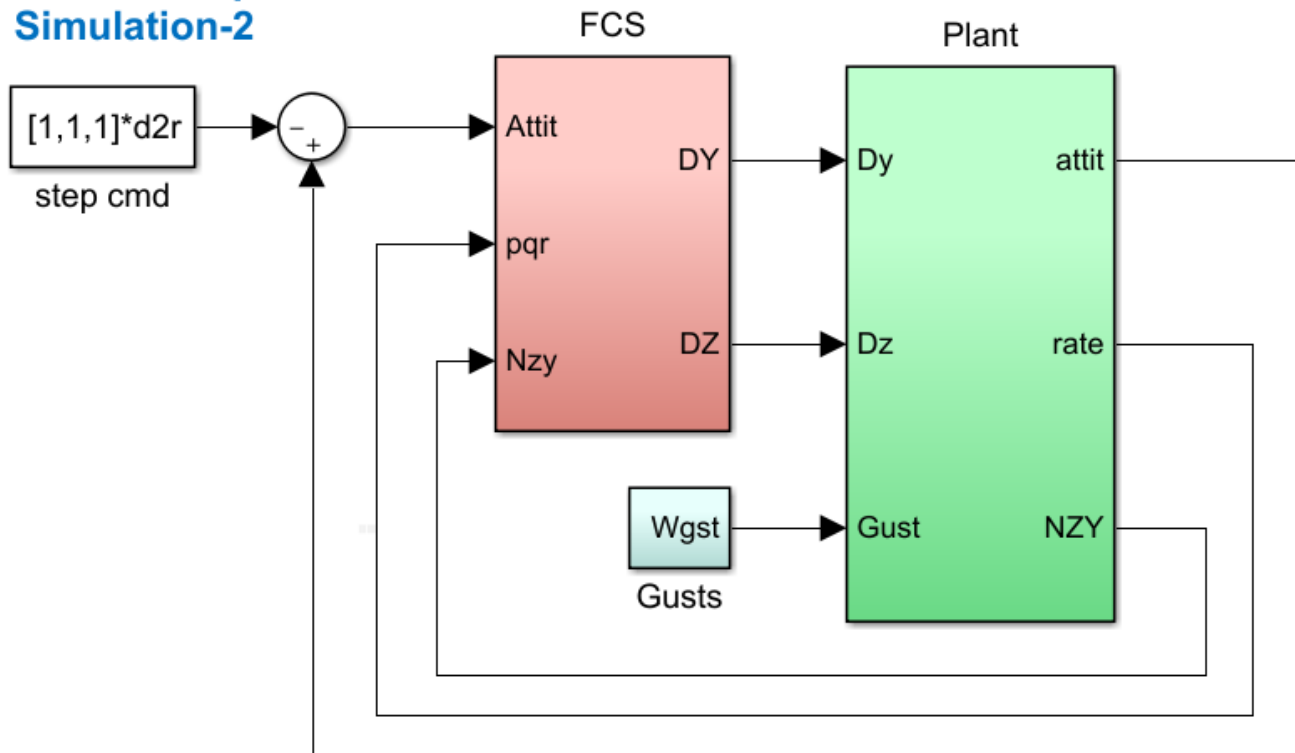 Simulation-2
FCS
Plant
[1,1,1]*d2r
step cmd
−
+
Attit
pqr
Nzy
DY
DZ
Dy
Dz
Gust
attit
rate
NZY
Wgst
Gusts